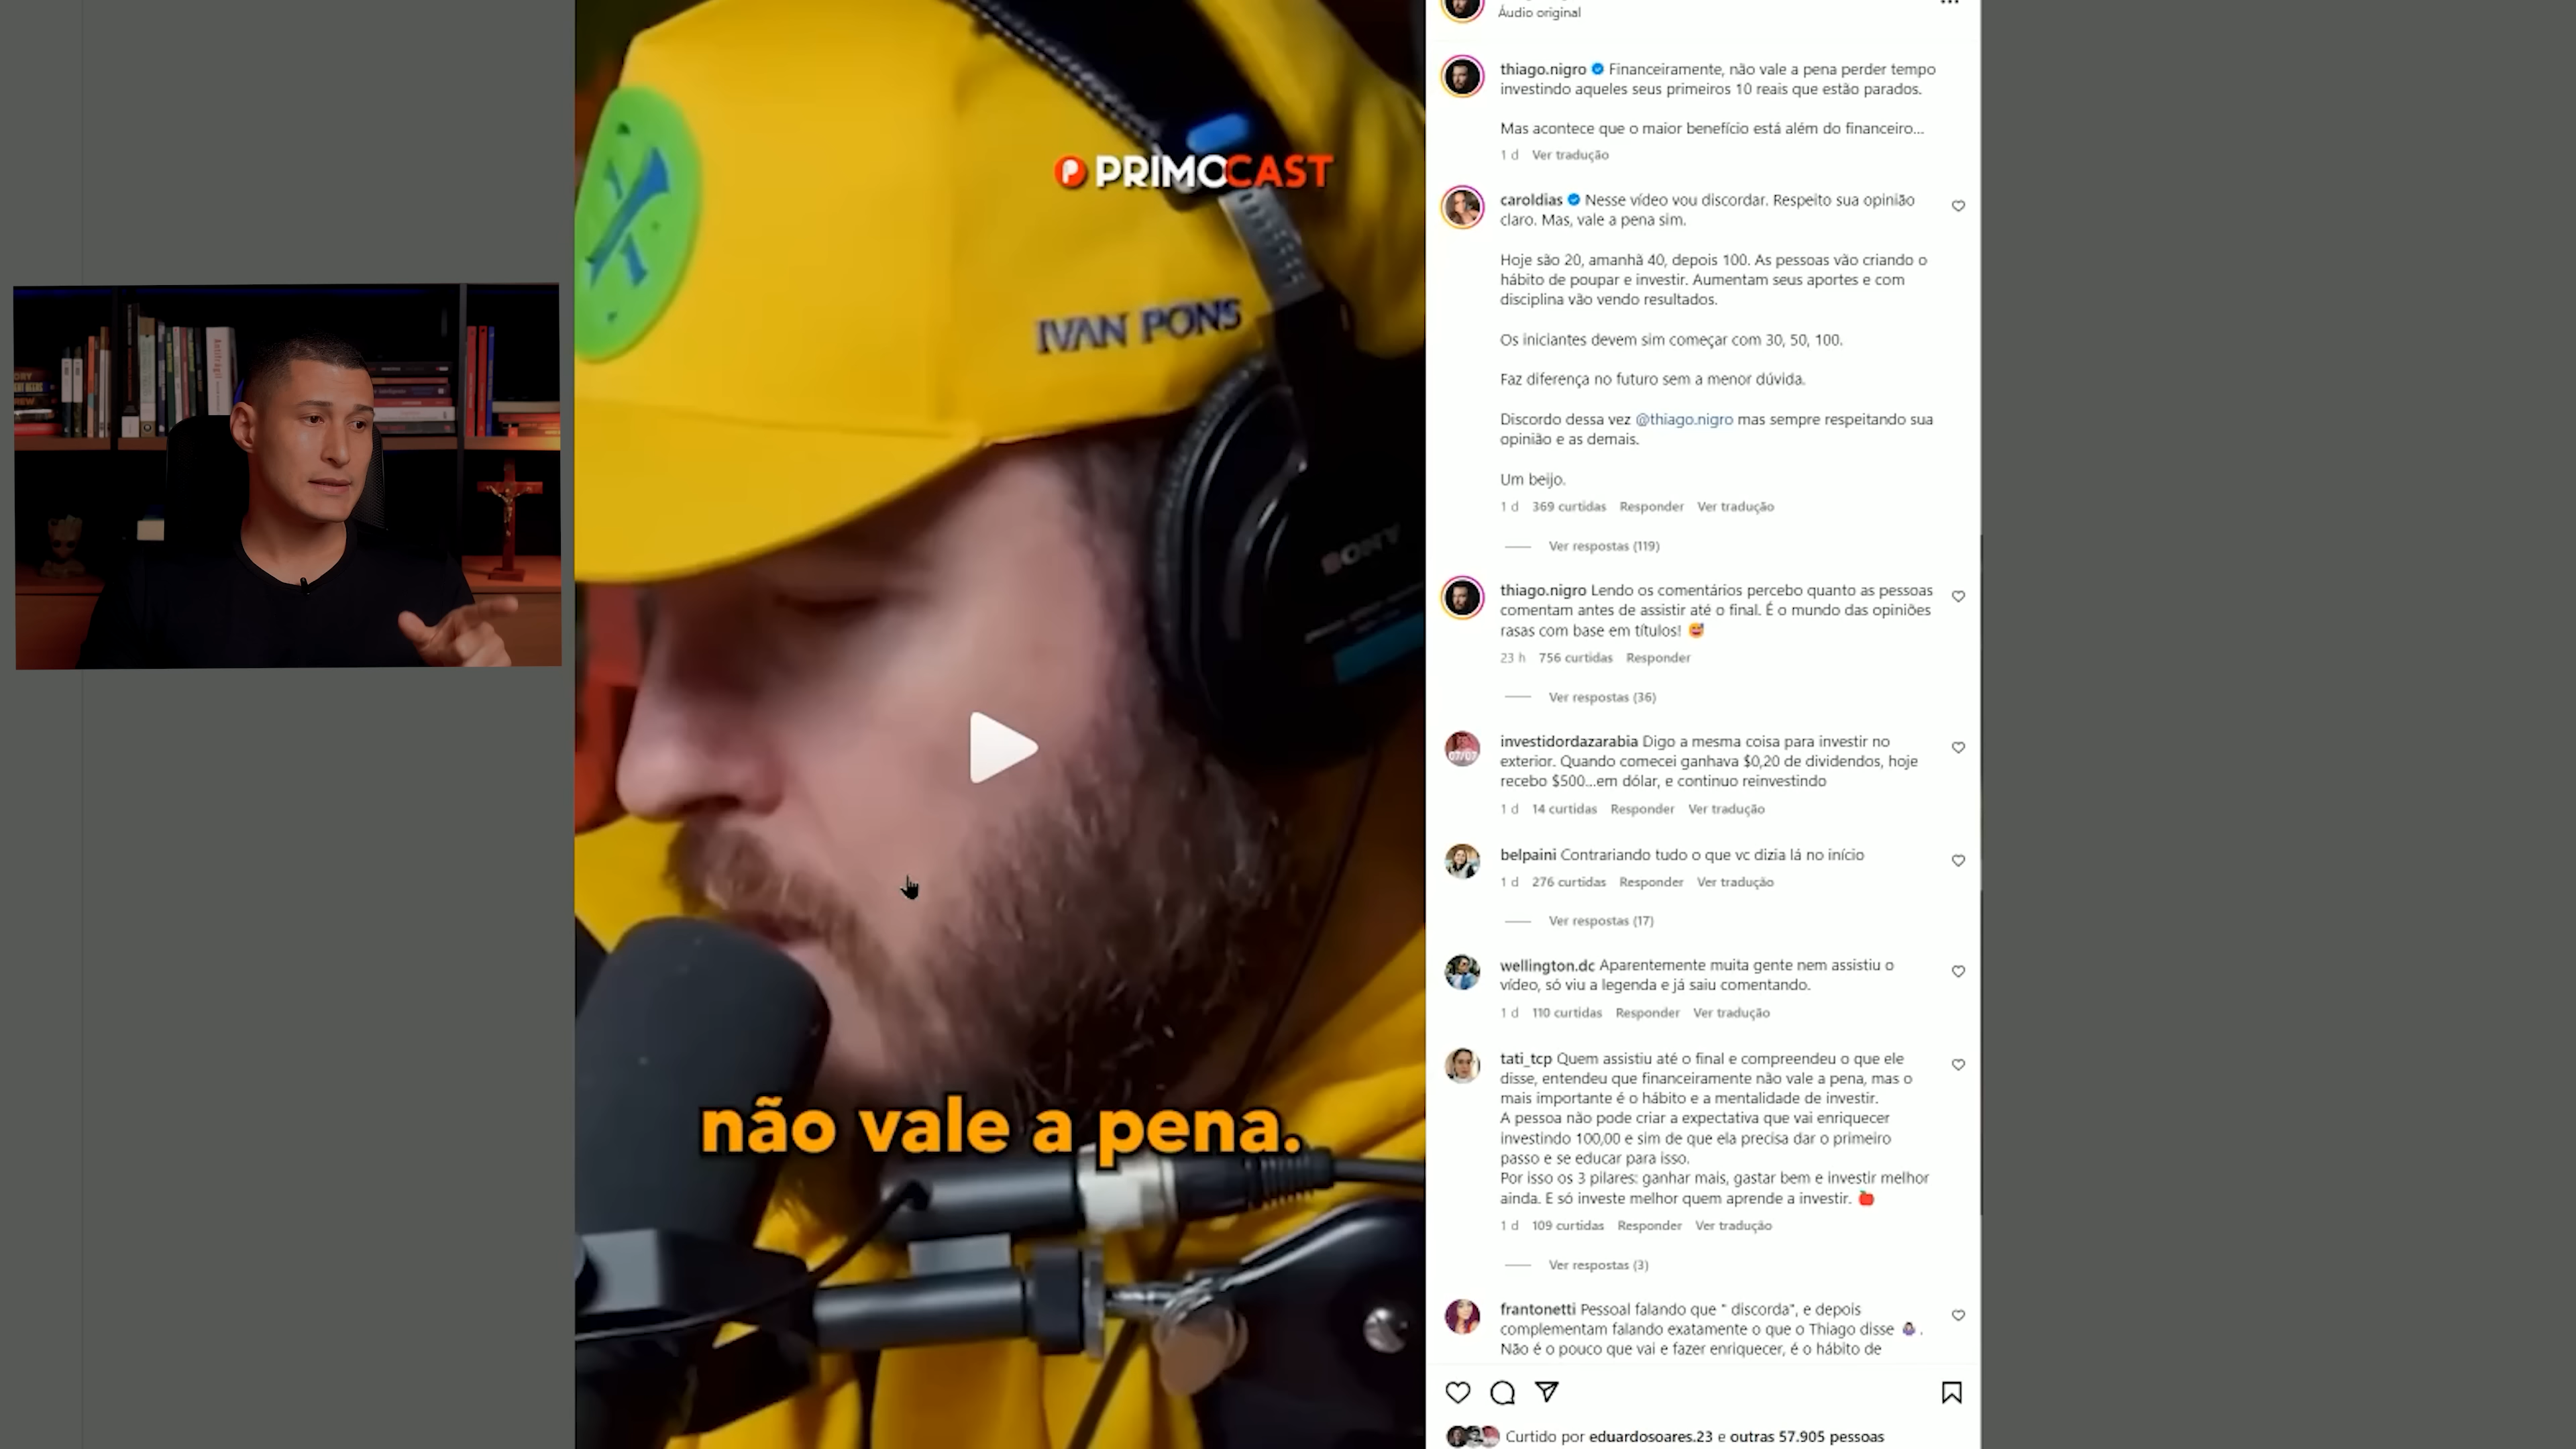 PRIMOCAST
IVAN PONS
SONY
não vale a pena.
Antifrágil
Áudio original
thiago.nigro Financeiramente, não vale a pena perder tempo
investindo aqueles seus primeiros 10 reais que estão parados.
Mas acontece que o maior benefício está além do financeiro...
1 d Ver tradução
caroldias Nesse vídeo vou discordar. Respeito sua opinião
claro. Mas, vale a pena sim.
Hoje são 20, amanhã 40, depois 100. As pessoas vão criando o
hábito de poupar e investir. Aumentam seus aportes e com
disciplina vão vendo resultados.
Os iniciantes devem sim começar com 30, 50, 100.
Faz diferença no futuro sem a menor dúvida.
Discordo dessa vez @thiago.nigro mas sempre respeitando sua
opinião e as demais.
Um beijo.
1 d 369 curtidas Responder Ver tradução
Ver respostas (119)
thiago.nigro Lendo os comentários percebo quanto as pessoas
comentam antes de assistir até o final. É o mundo das opiniões
rasas com base em títulos! 😅
23 h 756 curtidas Responder
Ver respostas (36)
investidordazarabia Digo a mesma coisa para investir no
exterior. Quando comecei ganhava $0,20 de dividendos, hoje
recebo $500...em dólar, e continuo reinvestindo
1 d 14 curtidas Responder Ver tradução
belpaini Contrariando tudo o que vc dizia lá no início
1 d 276 curtidas Responder Ver tradução
Ver respostas (17)
wellington.dc Aparentemente muita gente nem assistiu o
vídeo, só viu a legenda e já saiu comentando.
1 d 110 curtidas Responder Ver tradução
tati_tcp Quem assistiu até o final e compreendeu o que ele
disse, entendeu que financeiramente não vale a pena, mas o
mais importante é o hábito e a mentalidade de investir.
A pessoa não pode criar a expectativa que vai enriquecer
investindo 100,00 e sim de que ela precisa dar o primeiro
passo e se educar para isso.
Por isso os 3 pilares: ganhar mais, gastar bem e investir melhor
ainda. E só investe melhor quem aprende a investir. 🍎
1 d 109 curtidas Responder Ver tradução
Ver respostas (3)
frantonetti Pessoal falando que " discorda", e depois
complementam falando exatamente o que o Thiago disse 🤷🏽‍♀️ .
Não é o pouco que vai e fazer enriquecer, é o hábito de
Curtido por eduardosoares.23 e outras 57.905 pessoas